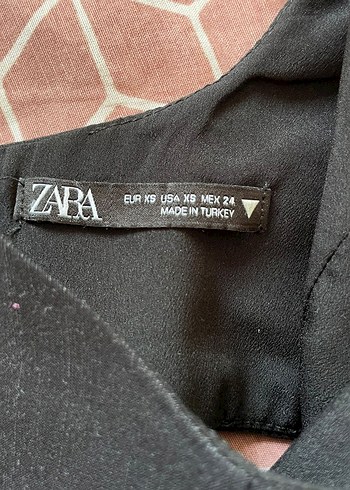 ZARA
EUR XS USA XS MEX 24
MADE IN TURKEY